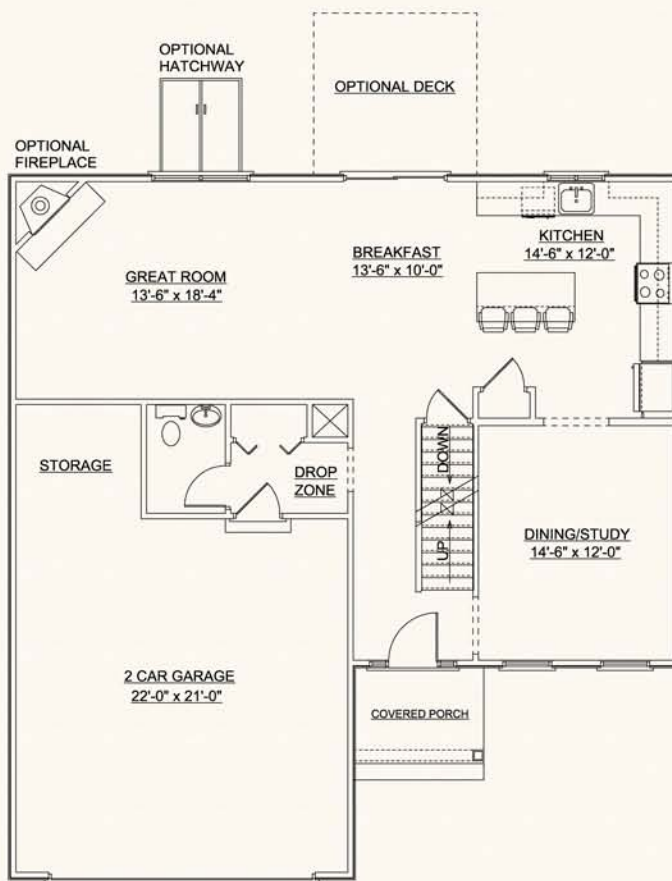 OPTIONAL
HATCHWAY
OPTIONAL DECK
OPTIONAL
FIREPLACE
GREAT ROOM
13'-6" x 18'-4"
BREAKFAST
13'-6" x 10'-0"
KITCHEN
14'-6" x 12'-0"
STORAGE
DROP
ZONE
DOWN
UP
DINING/STUDY
14'-6" x 12'-0"
2 CAR GARAGE
22'-0" x 21'-0"
COVERED PORCH